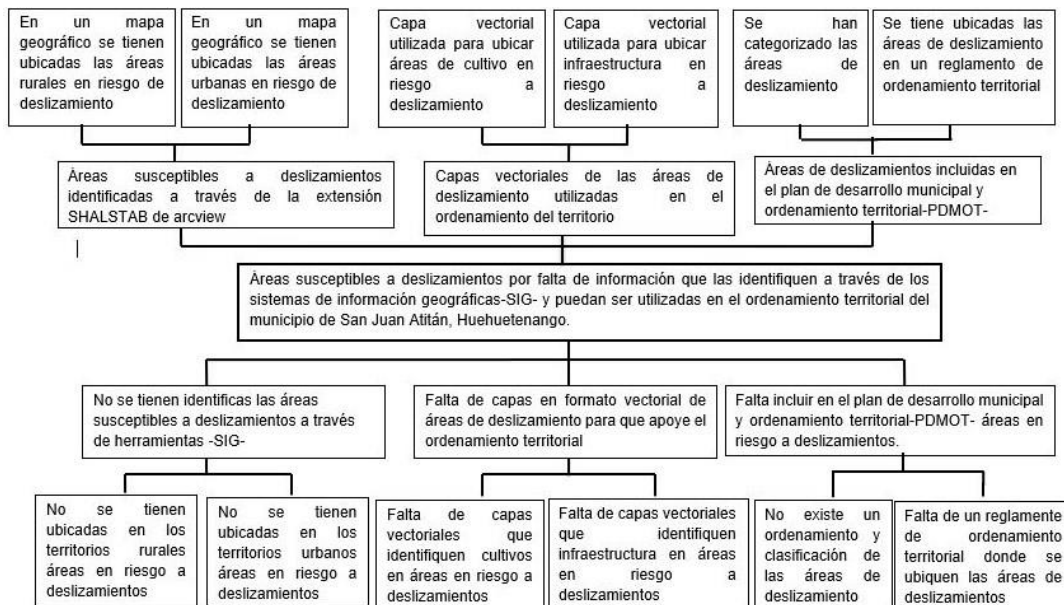 En un mapa
geográfico se tienen
ubicadas las áreas
rurales en riesgo de
deslizamiento
En un mapa
geográfico se tienen
ubicadas las áreas
urbanas en riesgo de
deslizamiento
Capa vectorial
utilizada para ubicar
áreas de cultivo en
riesgo a
deslizamiento
Capa vectorial
utilizada para ubicar
infraestructura en
riesgo a
deslizamiento
Se han
categorizado las
áreas de
deslizamiento
Se tiene ubicadas las
áreas de deslizamiento
en un reglamento de
ordenamiento territorial
Áreas susceptibles a deslizamientos
identificadas a través de la extensión
SHALSTAB de arcview
Capas vectoriales de las áreas de
deslizamiento utilizadas en el
ordenamiento del territorio
Áreas de deslizamientos incluidas en
el plan de desarrollo municipal y
ordenamiento territorial-PDMOT-
Áreas susceptibles a deslizamientos por falta de información que las identifiquen a través de los
sistemas de información geográficas-SIG- y puedan ser utilizadas en el ordenamiento territorial del
municipio de San Juan Atitán, Huehuetenango.
No se tienen identificas las áreas
susceptibles a deslizamientos a través
de herramientas -SIG-
Falta de capas en formato vectorial de
áreas de deslizamiento para que apoye el
ordenamiento territorial
Falta incluir en el plan de desarrollo municipal
y ordenamiento territorial-PDMOT- áreas en
riesgo a deslizamientos.
No se tienen
ubicadas en los
territorios rurales
áreas en riesgo a
deslizamientos
No se tienen
ubicadas en los
territorios urbanos
áreas en riesgo a
deslizamientos
Falta de capas
vectoriales que
identifiquen cultivos
en áreas en riesgo a
deslizamientos
Falta de capas vectoriales
que identifiquen
infraestructura en áreas
en riesgo a
deslizamientos
No existe un
ordenamiento y
clasificación de
las áreas de
deslizamiento
Falta de un reglamente
de ordenamiento
territorial donde se
ubiquen las áreas de
deslizamientos